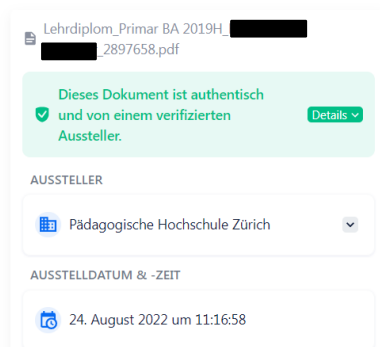 Lehrdiplom_Primar BA 2019H_
_2897658.pdf
Dieses Dokument ist authentisch
und von einem verifizierten
Aussteller.
Details
AUSSTELLER
Pädagogische Hochschule Zürich
AUSSTELLDATUM & -ZEIT
24. August 2022 um 11:16:58